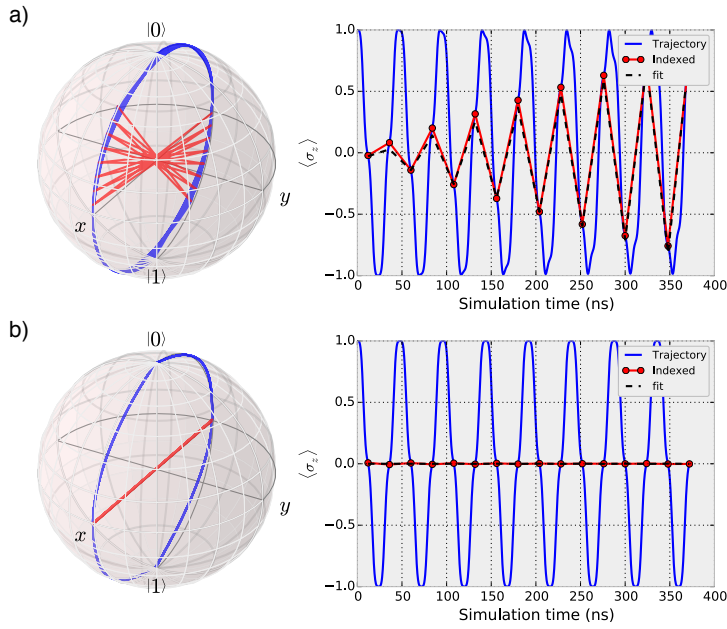 a)
|0⟩
x
y
|1⟩
1.0
0.5
0.0
−0.5
−1.0
⟨σz⟩
0 50 100 150 200 250 300 350 400
Simulation time (ns)
Trajectory
Indexed
fit
b)
|0⟩
x
y
|1⟩
1.0
0.5
0.0
−0.5
−1.0
⟨σz⟩
0 50 100 150 200 250 300 350 400
Simulation time (ns)
Trajectory
Indexed
fit